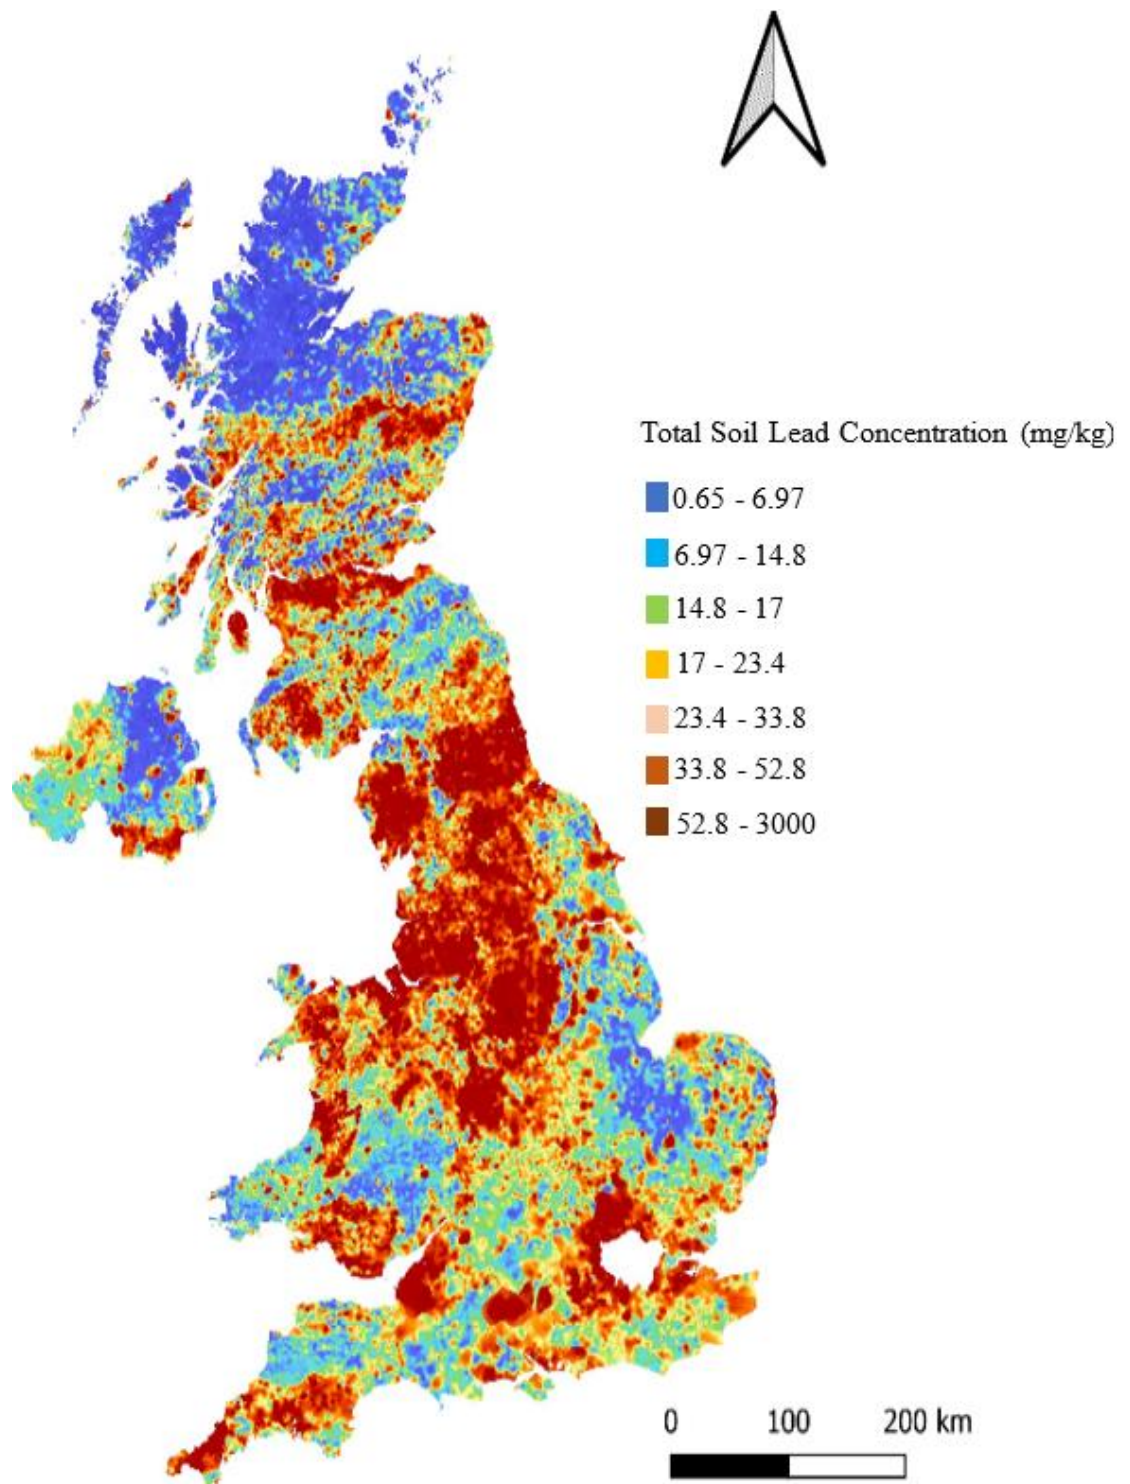 Total Soil Lead Concentration (mg/kg)
0.65 - 6.97
6.97 - 14.8
14.8 - 17
17 - 23.4
23.4 - 33.8
33.8 - 52.8
52.8 - 3000
0 100 200 km